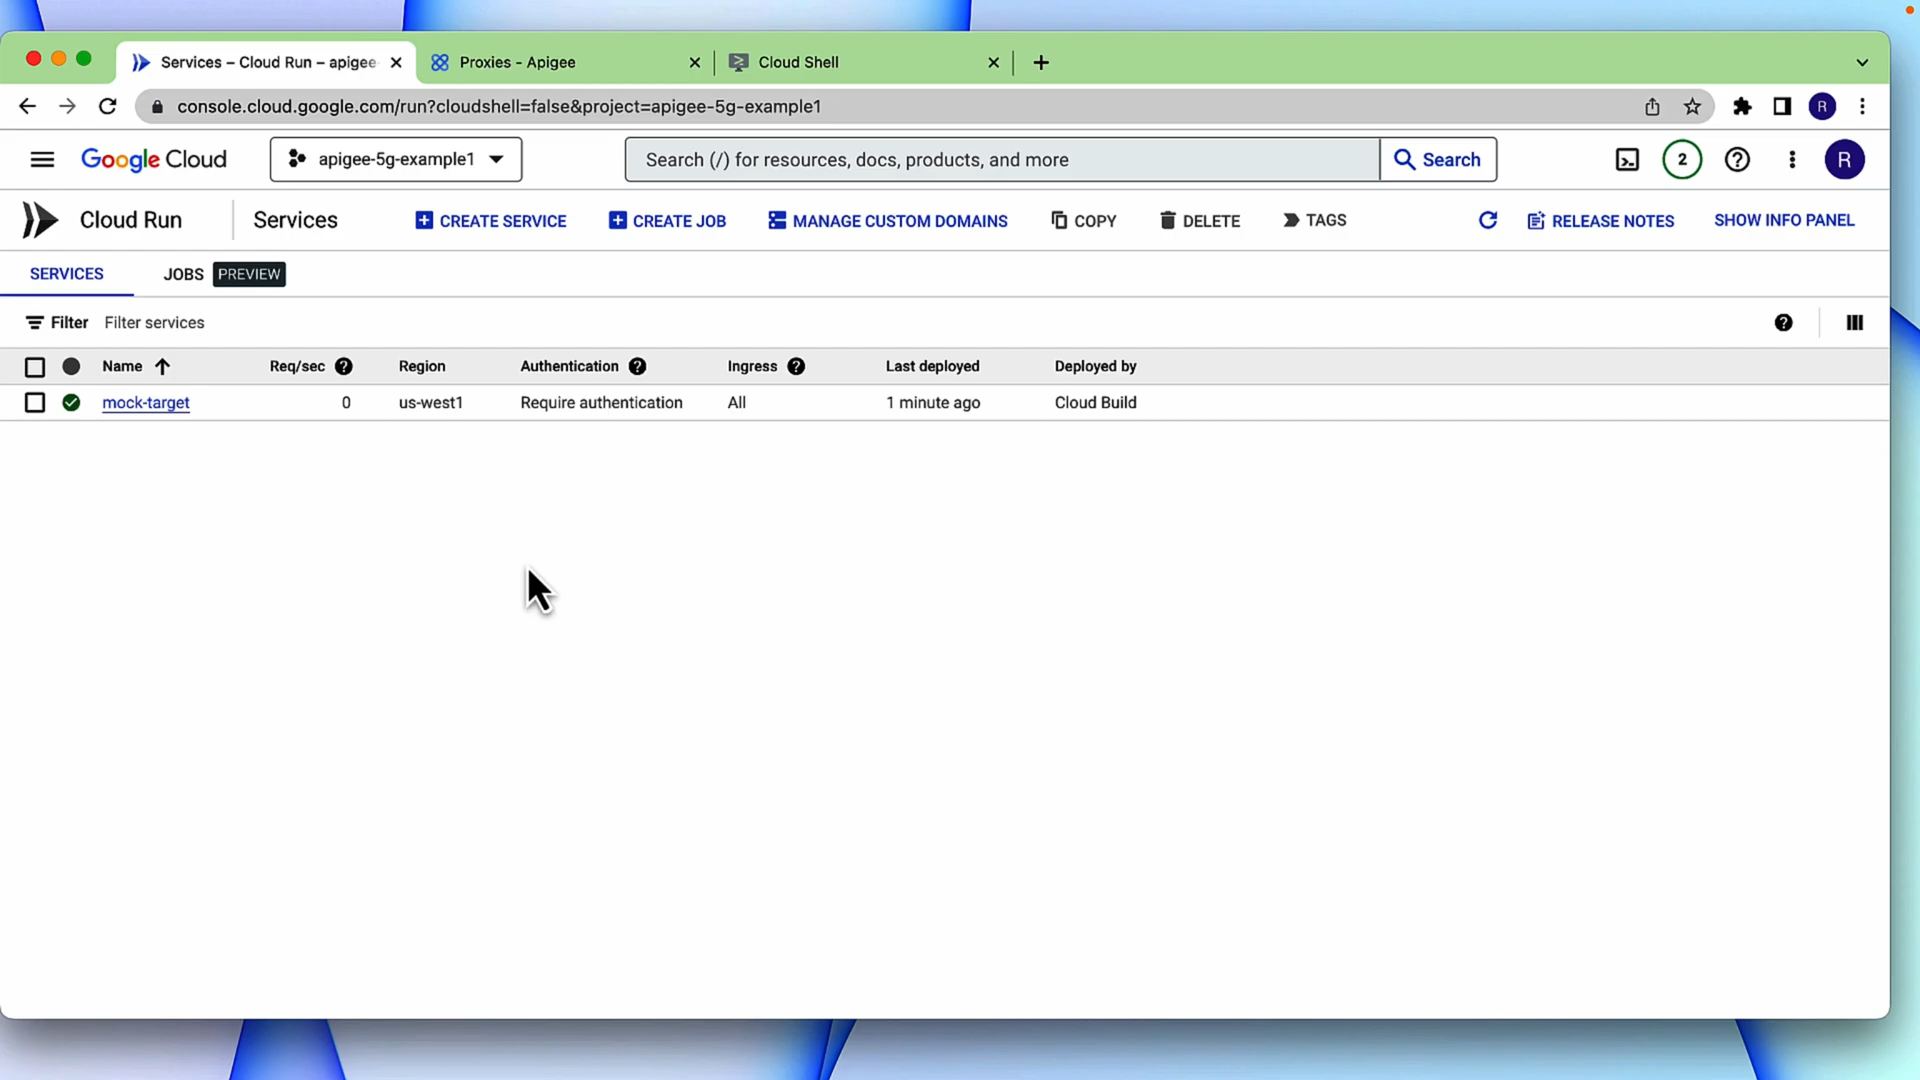 Services – Cloud Run – apigee
Proxies - Apigee
Cloud Shell
console.cloud.google.com/run?cloudshell=false&project=apigee-5g-example1
R
Google Cloud
apigee-5g-example1
Search (/) for resources, docs, products, and more
Search
2
R
Cloud Run
Services
CREATE SERVICE
CREATE JOB
MANAGE CUSTOM DOMAINS
COPY
DELETE
TAGS
RELEASE NOTES
SHOW INFO PANEL
SERVICES
JOBS
PREVIEW
Filter
Filter services
Name
Req/sec
Region
Authentication
Ingress
Last deployed
Deployed by
mock-target
0
us-west1
Require authentication
All
1 minute ago
Cloud Build